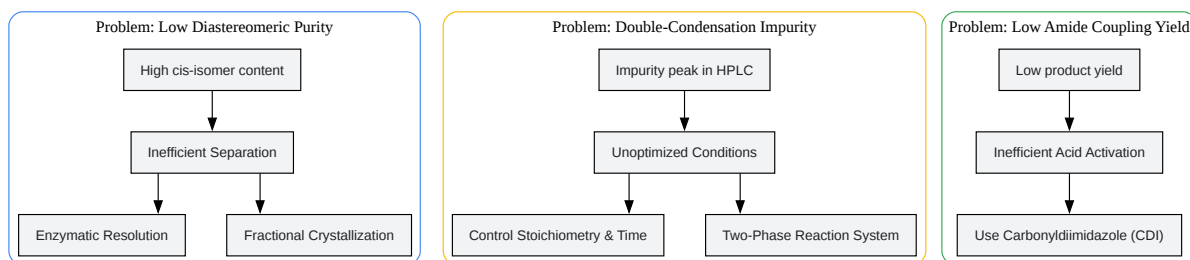 Problem: Low Diastereomeric Purity
High cis-isomer content
Inefficient Separation
Enzymatic Resolution
Fractional Crystallization
Problem: Double-Condensation Impurity
Impurity peak in HPLC
Unoptimized Conditions
Control Stoichiometry & Time
Two-Phase Reaction System
Problem: Low Amide Coupling Yield
Low product yield
Inefficient Acid Activation
Use Carbonyldiimidazole (CDI)